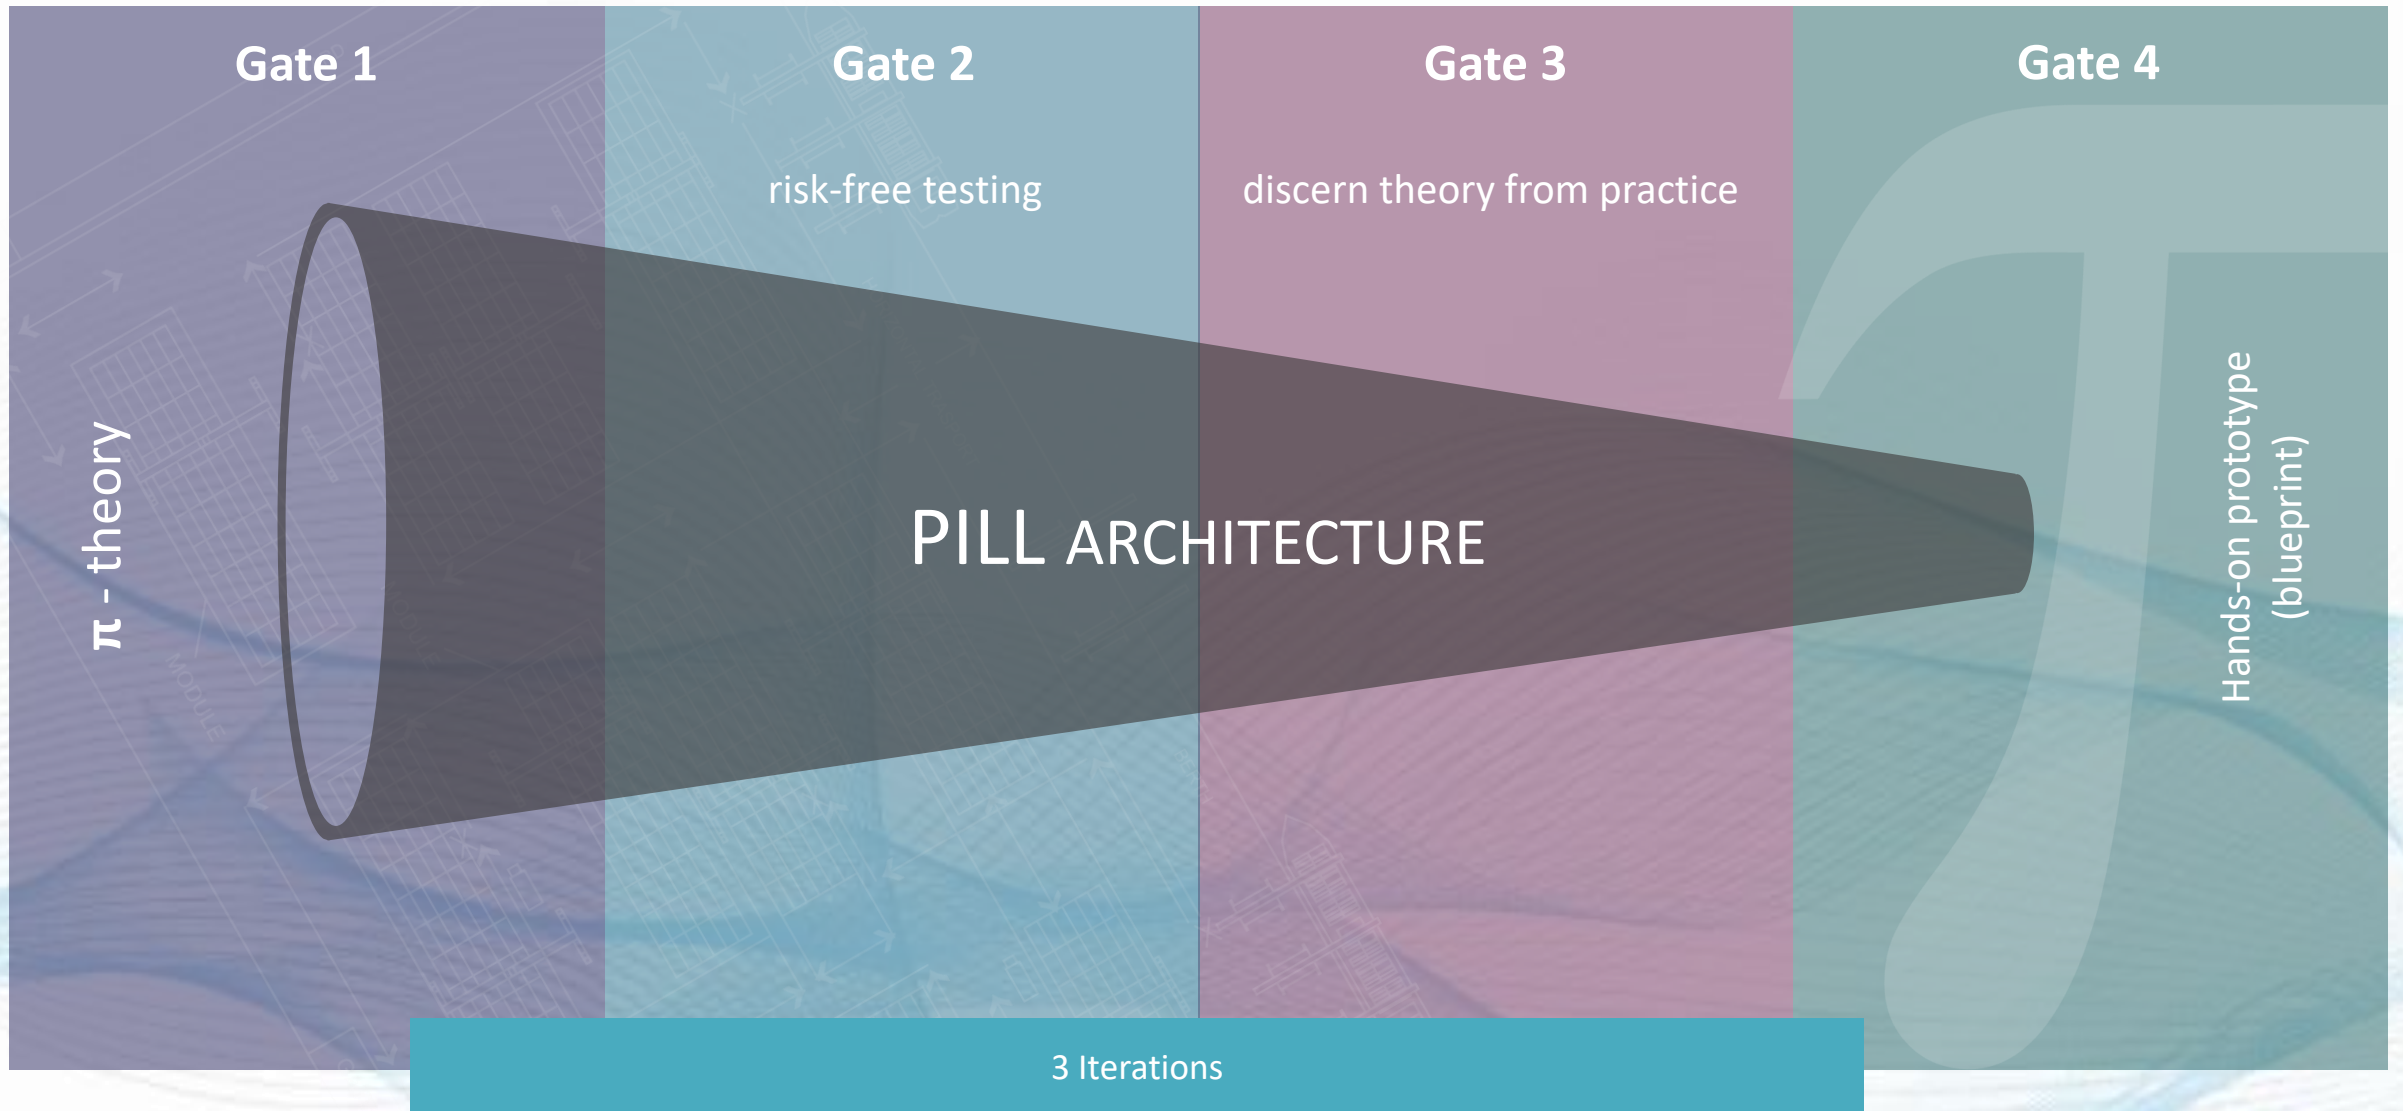 Gate 1
Gate 2
Gate 3
Gate 4
risk-free testing
discern theory from practice
π - theory
PILL ARCHITECTURE
Hands-on prototype
(blueprint)
MODULE
3 Iterations